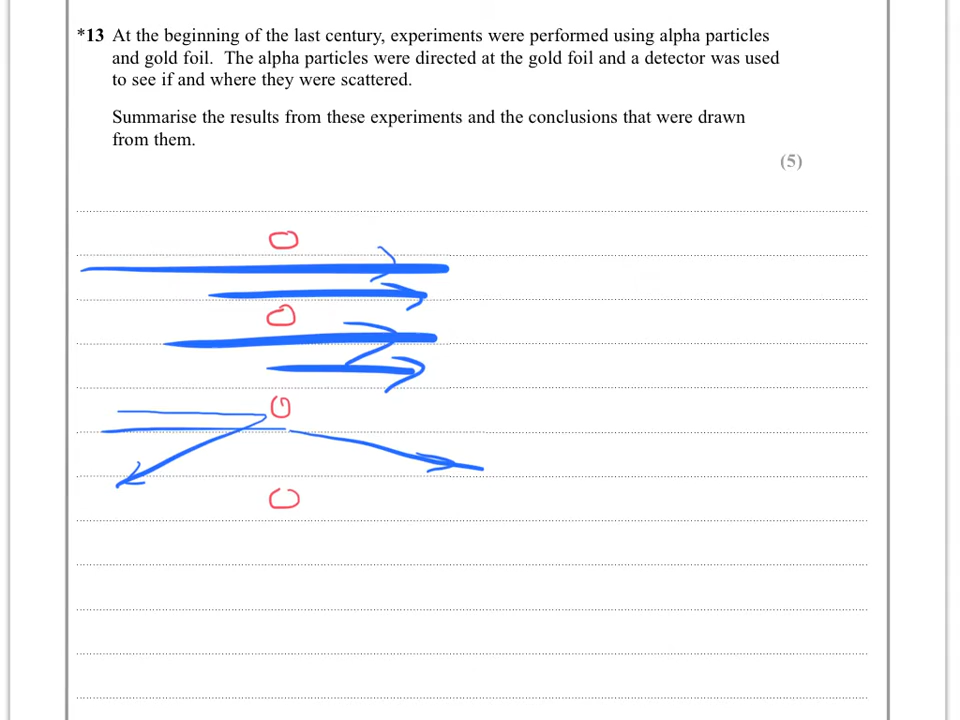 *13 At the beginning of the last century, experiments were performed using alpha particles
and gold foil. The alpha particles were directed at the gold foil and a detector was used
to see if and where they were scattered.
Summarise the results from these experiments and the conclusions that were drawn
from them.
(5)